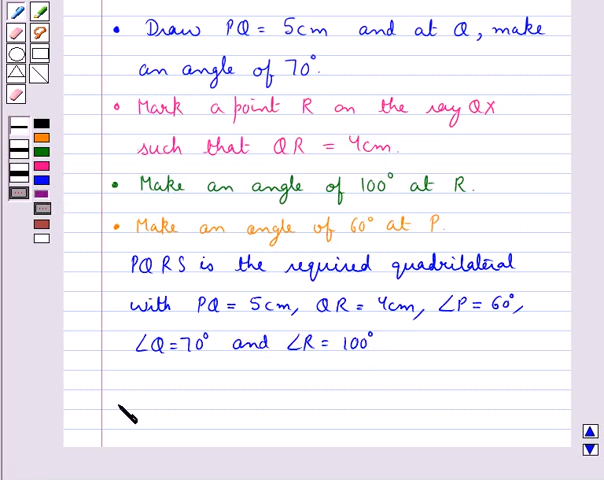 • Draw PQ = 5cm and at Q, make
an angle of 70°.
• Mark a point R on the ray QX
such that QR = 4cm.
• Make an angle of 100° at R.
• Make an angle of 60° at P.
PQRS is the required quadrilateral
with PQ = 5cm, QR = 4cm, ∠P = 60°,
∠Q = 70° and ∠R = 100°